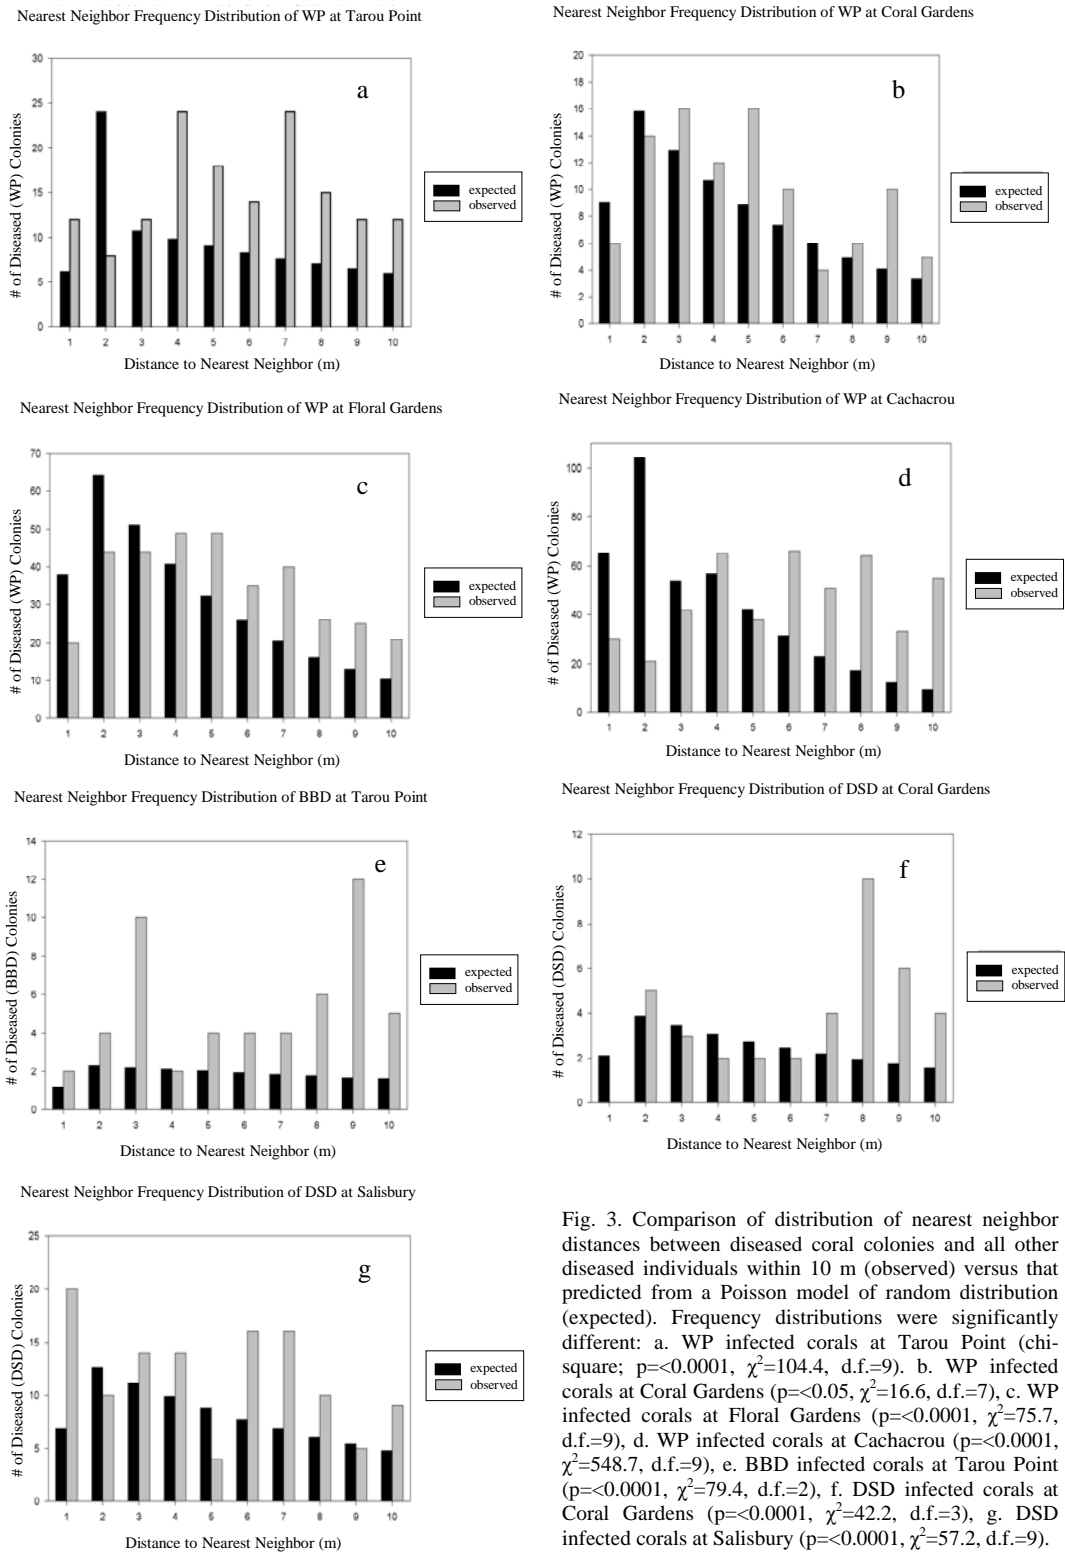 Nearest Neighbor Frequency Distribution of WP at Tarou Point
30
25
20
15
10
5
0
# of Diseased (WP) Colonies
a
expected
observed
1 2 3 4 5 6 7 8 9 10
Distance to Nearest Neighbor (m)
Nearest Neighbor Frequency Distribution of WP at Coral Gardens
20
18
16
14
12
10
8
6
4
2
0
# of Diseased (WP) Colonies
b
expected
observed
1 2 3 4 5 6 7 8 9 10
Distance to Nearest Neighbor (m)
Nearest Neighbor Frequency Distribution of WP at Floral Gardens
70
60
50
40
30
20
10
0
# of Diseased (WP) Colonies
c
expected
observed
1 2 3 4 5 6 7 8 9 10
Distance to Nearest Neighbor (m)
Nearest Neighbor Frequency Distribution of WP at Cachacrou
100
80
60
40
20
0
# of Diseased (WP) Colonies
d
expected
observed
1 2 3 4 5 6 7 8 9 10
Distance to Nearest Neighbor (m)
Nearest Neighbor Frequency Distribution of BBD at Tarou Point
14
12
10
8
6
4
2
0
# of Diseased (BBD) Colonies
e
expected
observed
1 2 3 4 5 6 7 8 9 10
Distance to Nearest Neighbor (m)
Nearest Neighbor Frequency Distribution of DSD at Coral Gardens
12
10
8
6
4
2
0
# of Diseased (DSD) Colonies
f
expected
observed
1 2 3 4 5 6 7 8 9 10
Distance to Nearest Neighbor (m)
Nearest Neighbor Frequency Distribution of DSD at Salisbury
25
20
15
10
5
0
# of Diseased (DSD) Colonies
g
expected
observed
1 2 3 4 5 6 7 8 9 10
Distance to Nearest Neighbor (m)
Fig. 3. Comparison of distribution of nearest neighbor
distances between diseased coral colonies and all other
diseased individuals within 10 m (observed) versus that
predicted from a Poisson model of random distribution
(expected). Frequency distributions were significantly
different: a. WP infected corals at Tarou Point (chi-
square; p=<0.0001, χ²=104.4, d.f.=9). b. WP infected
corals at Coral Gardens (p=<0.05, χ²=16.6, d.f.=7), c. WP
infected corals at Floral Gardens (p=<0.0001, χ²=75.7,
d.f.=9), d. WP infected corals at Cachacrou (p=<0.0001,
χ²=548.7, d.f.=9), e. BBD infected corals at Tarou Point
(p=<0.0001, χ²=79.4, d.f.=2), f. DSD infected corals at
Coral Gardens (p=<0.0001, χ²=42.2, d.f.=3), g. DSD
infected corals at Salisbury (p=<0.0001, χ²=57.2, d.f.=9).